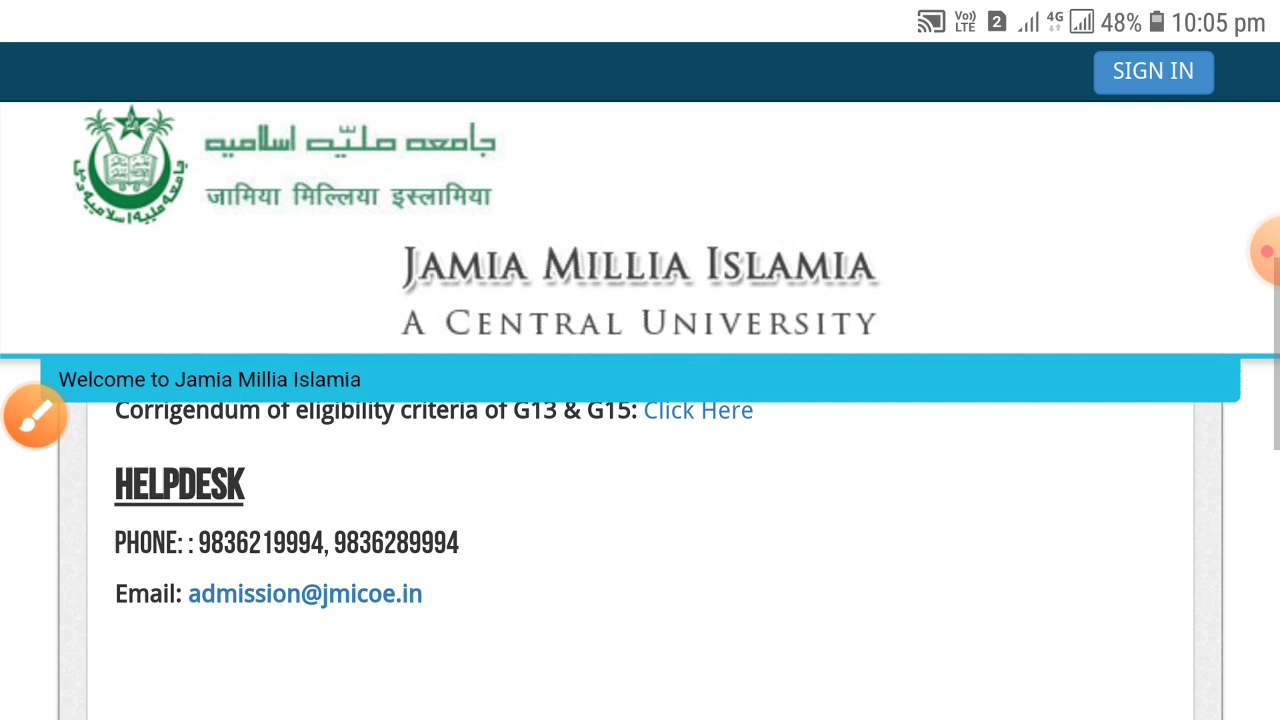 Vo))
LTE
2
4G
48%
10:05 pm
SIGN IN
جامعہ ملیّہ اسلامیہ
जामिया मिल्लिया इस्लामिया
JAMIA MILLIA ISLAMIA
A CENTRAL UNIVERSITY
Welcome to Jamia Millia Islamia
Corrigendum of eligibility criteria of G13 & G15: Click Here
HELPDESK
PHONE: : 9836219994, 9836289994
Email: admission@jmicoe.in